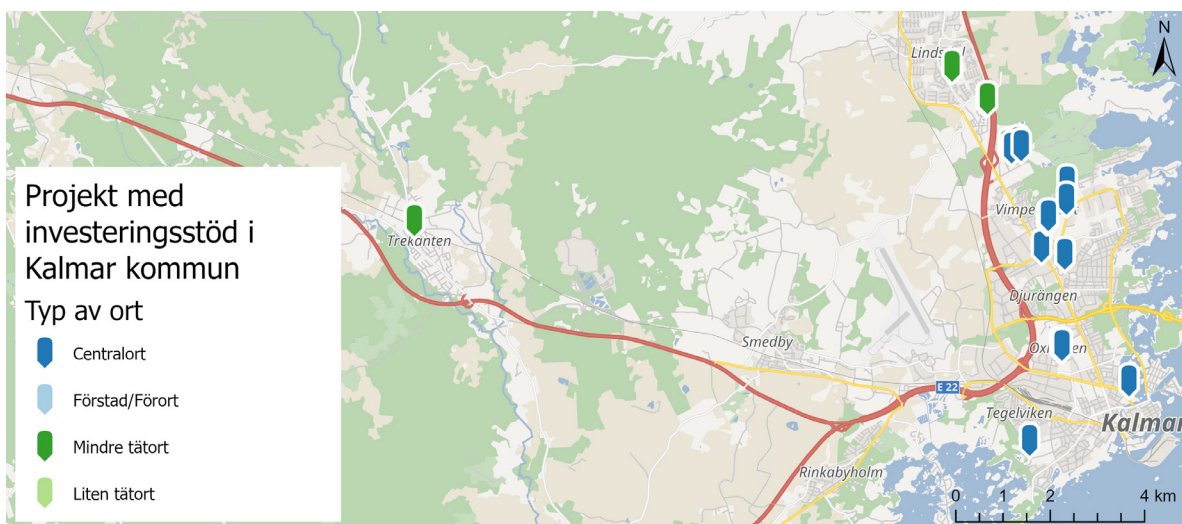 Projekt med
investeringsstöd i
Kalmar kommun
Typ av ort
Centralort
Förstad/Förort
Mindre tätort
Liten tätort
Trekanten
Smedby
E 22
Rinkabyholm
Tegelviken
Kalmar
Djurängen
N
0 1 2 4 km